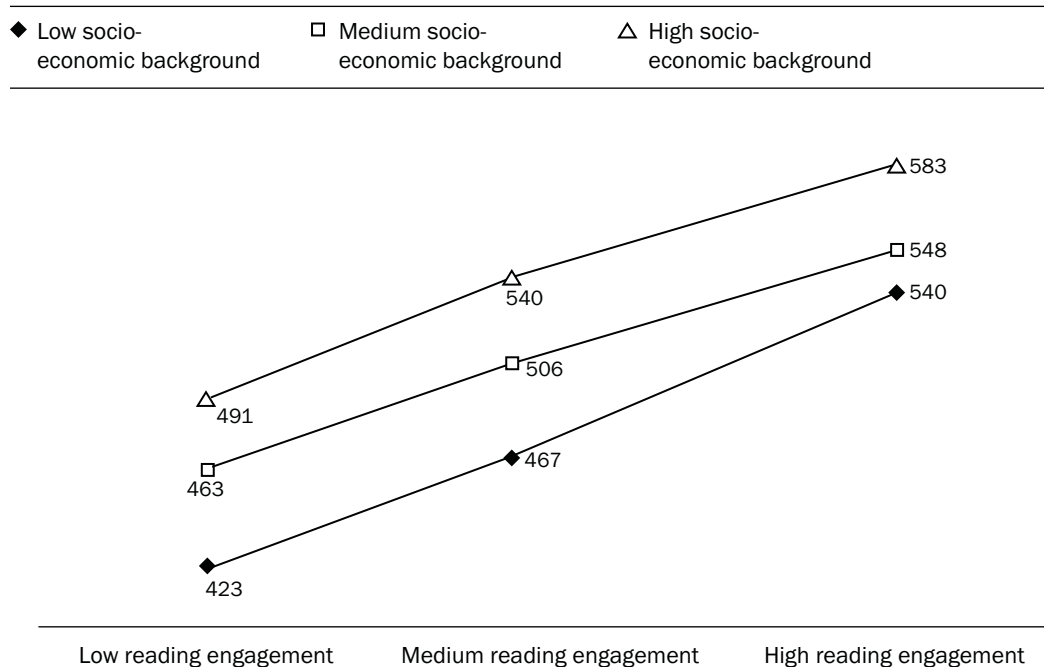 Low socio-
economic background
Medium socio-
economic background
High socio-
economic background
583
548
540
540
506
491
467
463
423
Low reading engagement
Medium reading engagement
High reading engagement